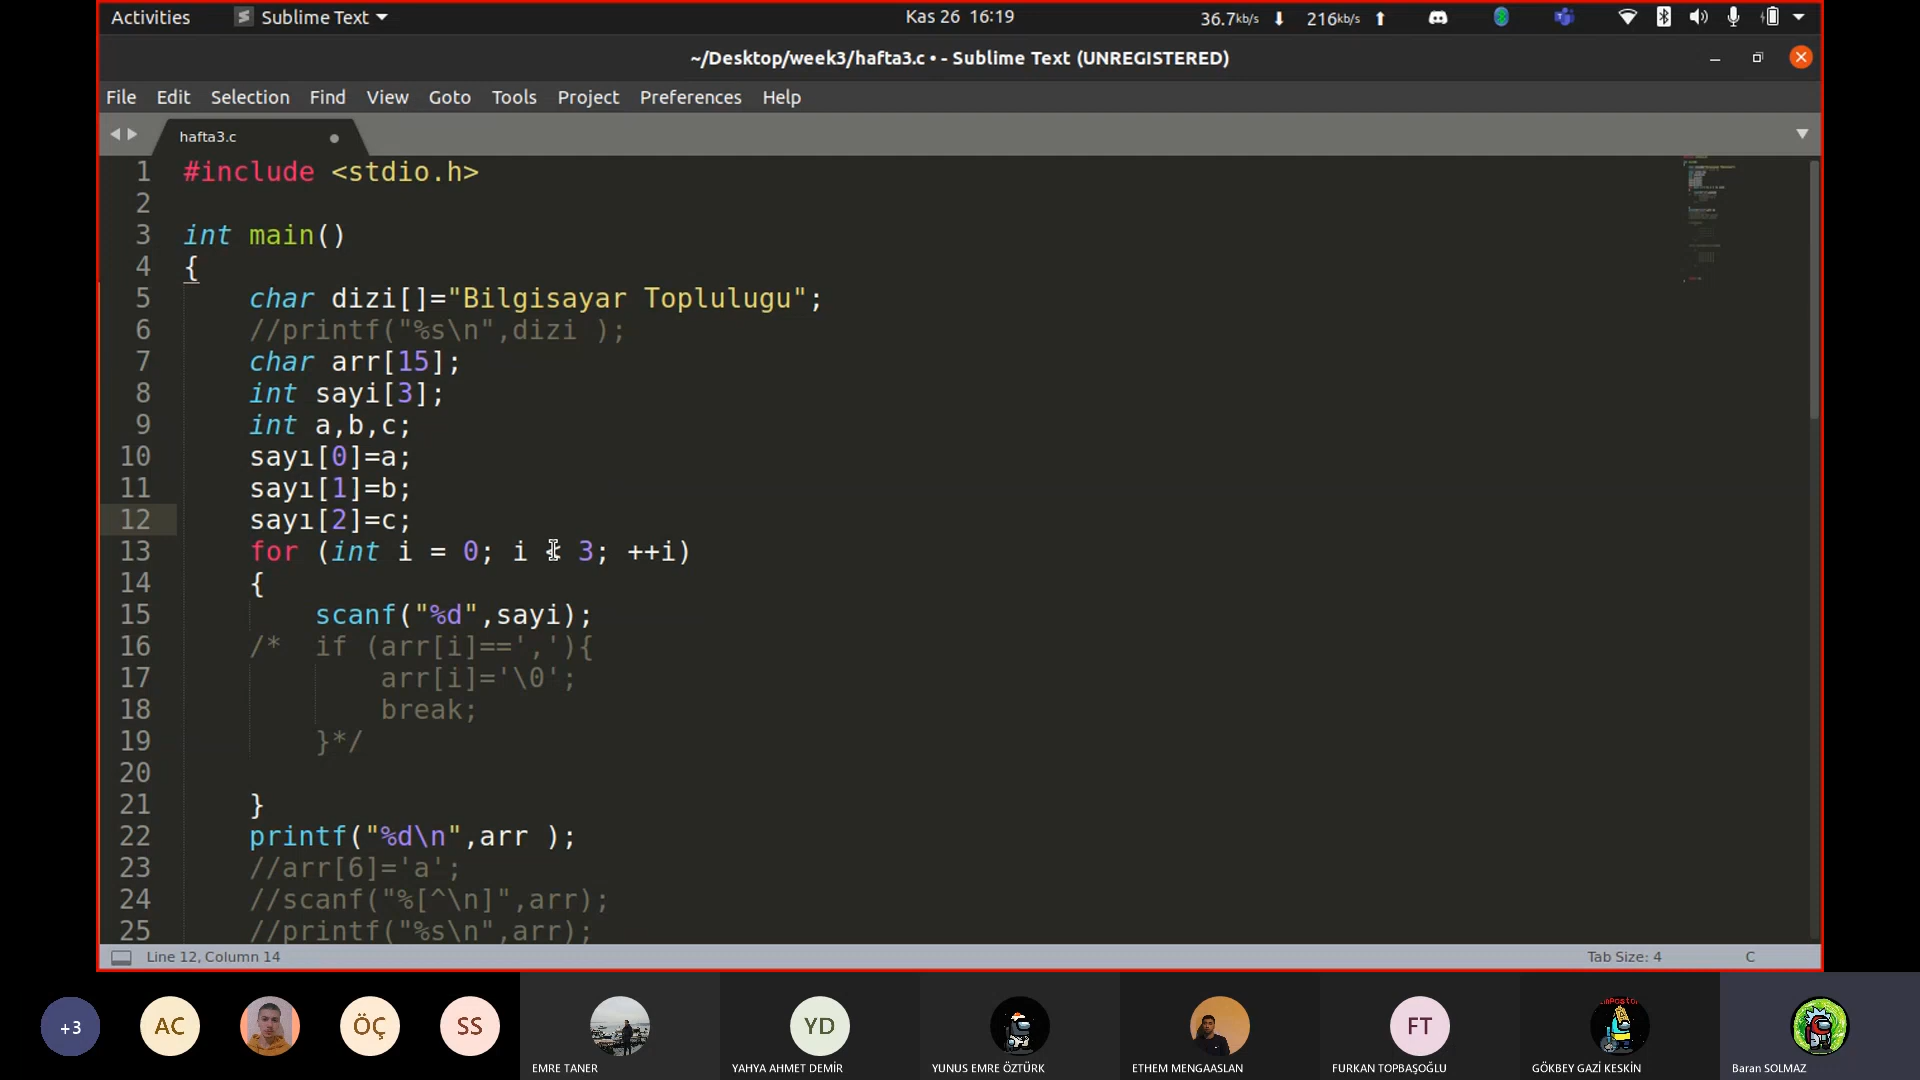 Activities Sublime Text Kas 26 16:19 36.7kb/s 216kb/s
~/Desktop/week3/hafta3.c • - Sublime Text (UNREGISTERED)
File Edit Selection Find View Goto Tools Project Preferences Help
hafta3.c
1 #include <stdio.h>
2
3 int main()
4 {
5 char dizi[]="Bilgisayar Toplulugu";
6 //printf("%s\n",dizi );
7 char arr[15];
8 int sayi[3];
9 int a,b,c;
10 sayı[0]=a;
11 sayı[1]=b;
12 sayı[2]=c;
13 for (int i = 0; i < 3; ++i)
14 {
15 scanf("%d",sayi);
16 /* if (arr[i]==','){
17 arr[i]='\0';
18 break;
19 }*/
20
21 }
22 printf("%d\n",arr );
23 //arr[6]='a';
24 //scanf("%[^\n]",arr);
25 //printf("%s\n",arr);
Line 12, Column 14 Tab Size: 4 C
+3 AC ÖÇ SS YD FT
EMRE TANER YAHYA AHMET DEMİR YUNUS EMRE ÖZTÜRK ETHEM MENGAASLAN FURKAN TOPBAŞOĞLU GÖKBEY GAZİ KESKİN Baran SOLMAZ